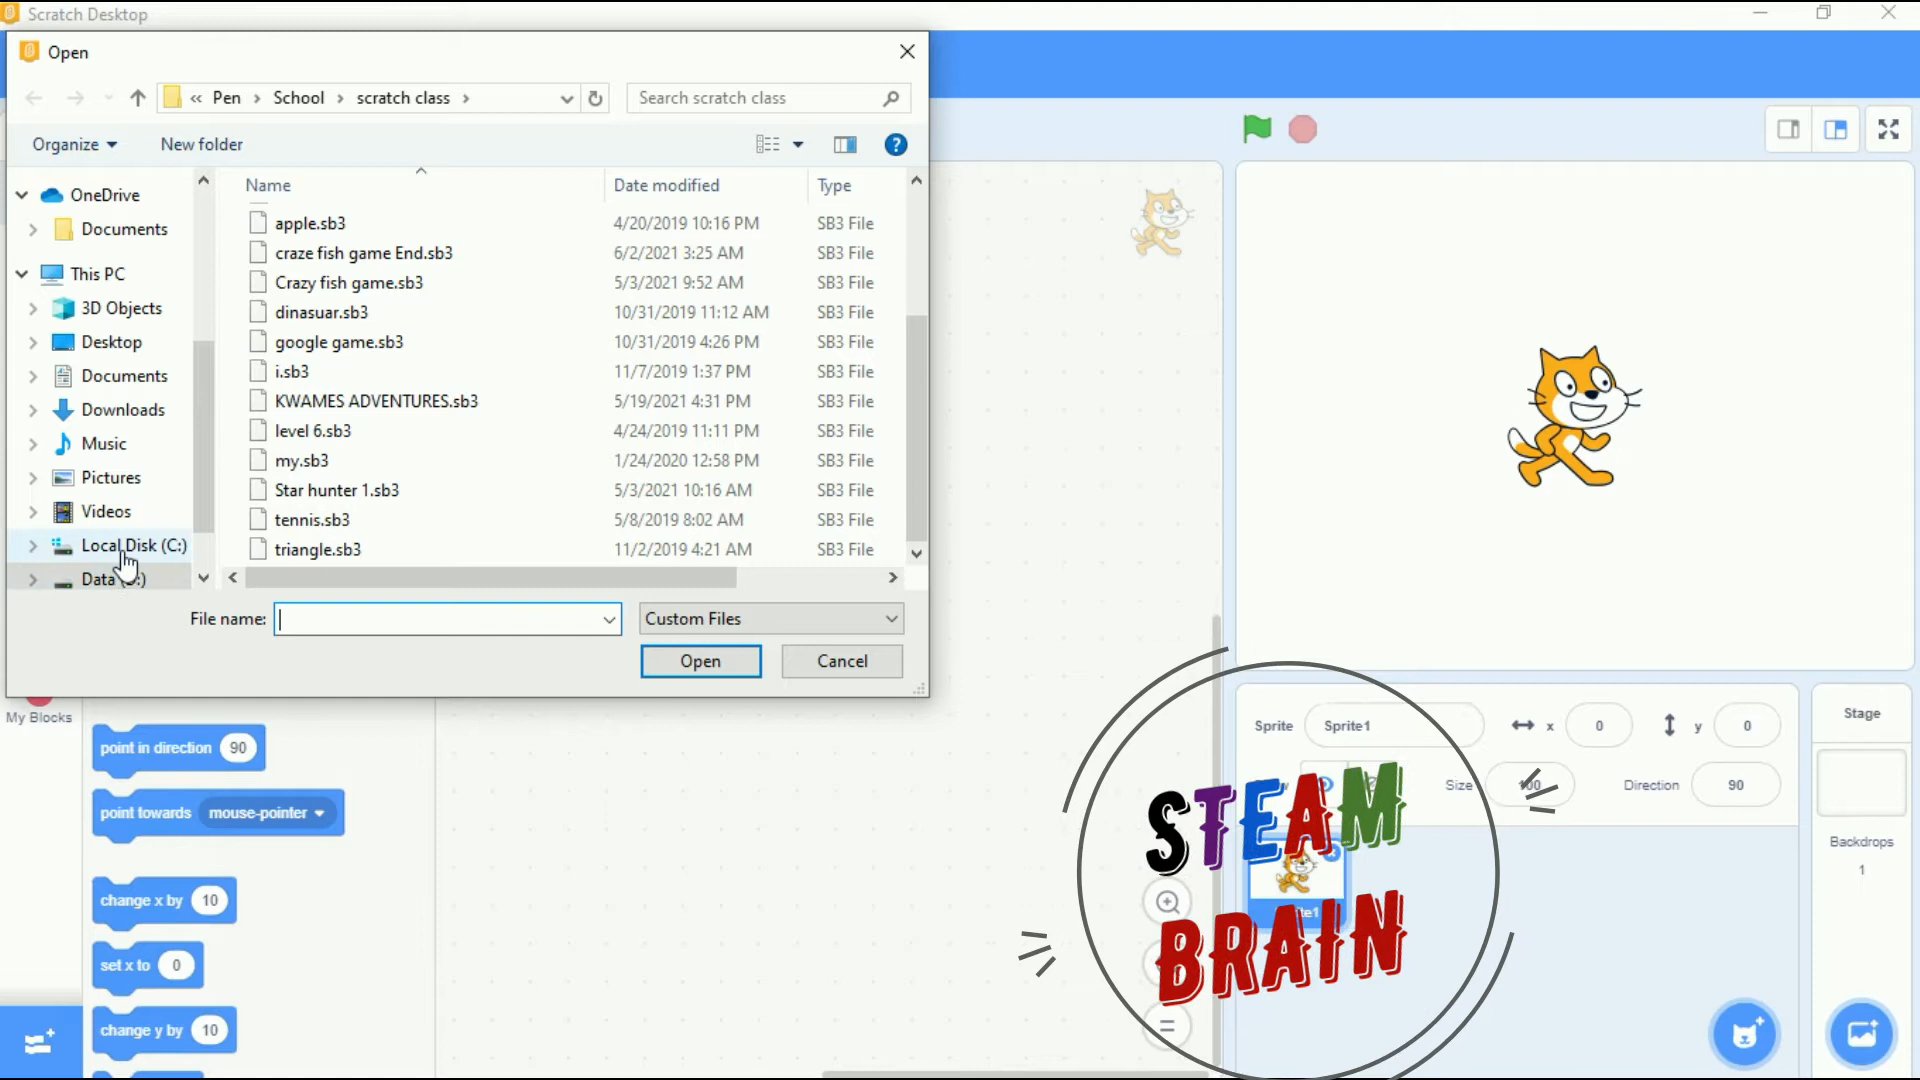 Scratch Desktop
Open
« Pen > School > scratch class >
Search scratch class
Organize
New folder
Name
Date modified
Type
OneDrive
Documents
This PC
3D Objects
Desktop
Documents
Downloads
Music
Pictures
Videos
Local Disk (C:)
Data
apple.sb3 4/20/2019 10:16 PM SB3 File
craze fish game End.sb3 6/2/2021 3:25 AM SB3 File
Crazy fish game.sb3 5/3/2021 9:52 AM SB3 File
dinasuar.sb3 10/31/2019 11:12 AM SB3 File
google game.sb3 10/31/2019 4:26 PM SB3 File
i.sb3 11/7/2019 1:37 PM SB3 File
KWAMES ADVENTURES.sb3 5/19/2021 4:31 PM SB3 File
level 6.sb3 4/24/2019 11:11 PM SB3 File
my.sb3 1/24/2020 12:58 PM SB3 File
Star hunter 1.sb3 5/3/2021 10:16 AM SB3 File
tennis.sb3 5/8/2019 8:02 AM SB3 File
triangle.sb3 11/2/2019 4:21 AM SB3 File
File name:
Custom Files
Open
Cancel
My Blocks
point in direction 90
point towards mouse-pointer
change x by 10
set x to 0
change y by 10
Sprite Sprite1 x 0 y 0
Size 100 Direction 90
Stage
Backdrops
1
STEAM
BRAIN